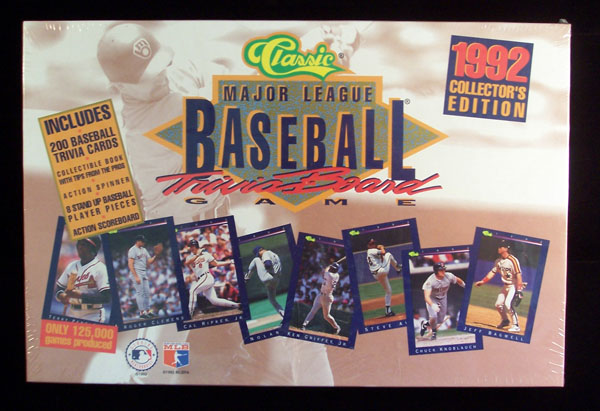 Classic®
MAJOR LEAGUE
BASEBALL®
Trivia Board
GAME
1992
COLLECTOR'S
EDITION
INCLUDES
200 BASEBALL
TRIVIA CARDS
COLLECTIBLE BOOK
WITH TIPS FROM THE PROS
ACTION SPINNER
8 STAND UP BASEBALL
PLAYER PIECES
ACTION SCOREBOARD
ROGER CLEMENS
CAL RIPKEN, JR
NOLAN
KEN GRIFFEY, JR
STEVE
CHUCK KNOBLAUCH
JEFF BAGWELL
ONLY 125,000
games produced